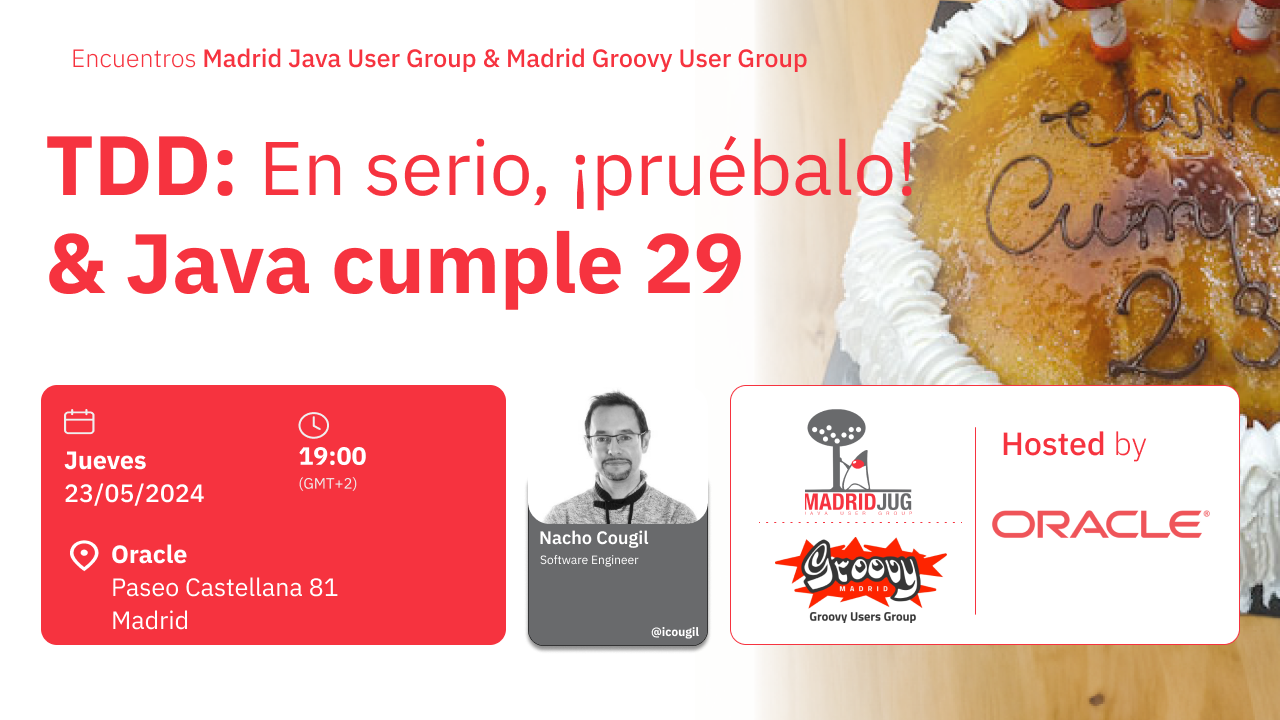 Encuentros Madrid Java User Group & Madrid Groovy User Group
TDD: En serio, ¡pruébalo!
& Java cumple 29
Jueves
23/05/2024
19:00
(GMT+2)
Oracle
Paseo Castellana 81
Madrid
Nacho Cougil
Software Engineer
@icougil
MADRIDJUG
JAVA USER GROUP
Groovy
MADRID
Groovy Users Group
Hosted by
ORACLE®
23